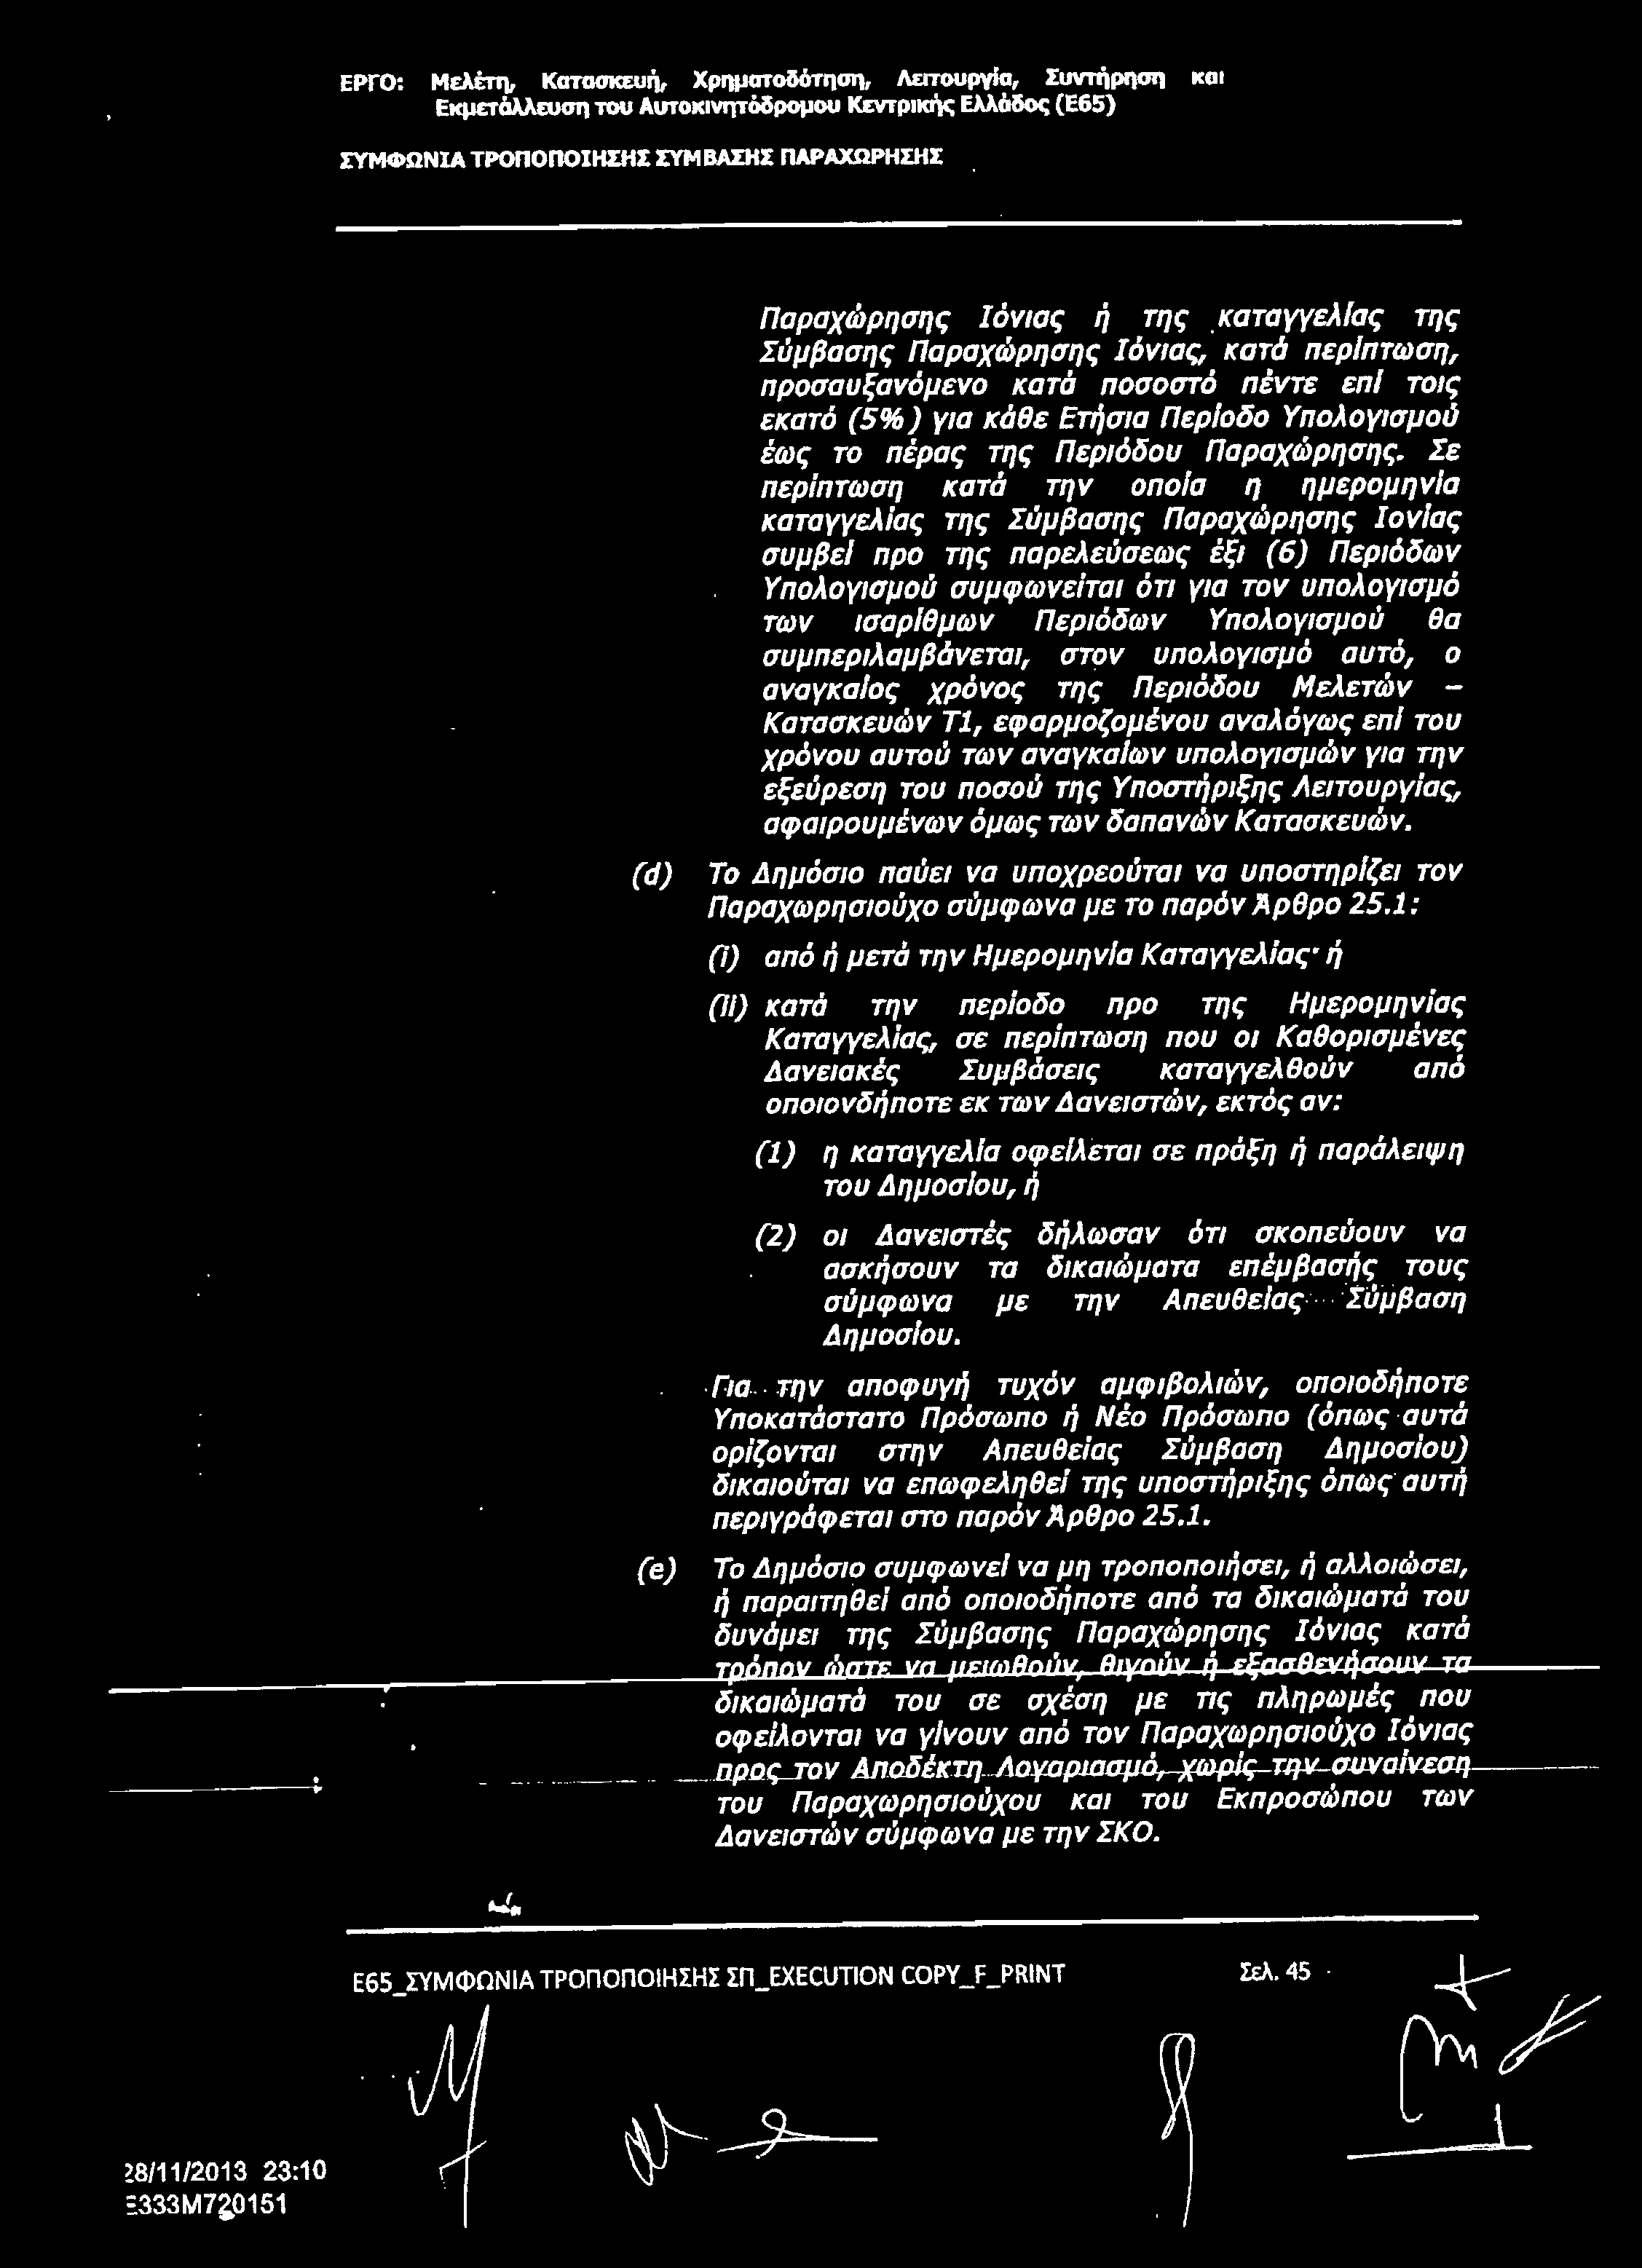 ΕΡΓΟ: Μελέτη, Κατασκευή, Χρηματοδότηση, Λειτουργία, Συντήρηση και
Εκμετάλλευση του Αυτοκινητόδρομου Κεντρικής Ελλάδος (Ε65)
ΣΥΜΦΩΝΙΑ ΤΡΟΠΟΠΟΙΗΣΗΣ ΣΥΜΒΑΣΗΣ ΠΑΡΑΧΩΡΗΣΗΣ
Παραχώρησης Ιόνιας ή της καταγγελίας της
Σύμβασης Παραχώρησης Ιόνιας, κατά περίπτωση,
προσαυξανόμενο κατά ποσοστό πέντε επί τοις
εκατό (5%) για κάθε Ετήσια Περίοδο Υπολογισμού
έως το πέρας της Περιόδου Παραχώρησης. Σε
περίπτωση κατά την οποία η ημερομηνία
καταγγελίας της Σύμβασης Παραχώρησης Ιονίας
συμβεί προ της παρελεύσεως έξι (6) Περιόδων
Υπολογισμού συμφωνείται ότι για τον υπολογισμό
των ισαρίθμων Περιόδων Υπολογισμού θα
συμπεριλαμβάνεται, στον υπολογισμό αυτό, ο
αναγκαίος χρόνος της Περιόδου Μελετών –
Κατασκευών Τ1, εφαρμοζομένου αναλόγως επί του
χρόνου αυτού των αναγκαίων υπολογισμών για την
εξεύρεση του ποσού της Υποστήριξης Λειτουργίας,
αφαιρουμένων όμως των δαπανών Κατασκευών.
(d) Το Δημόσιο παύει να υποχρεούται να υποστηρίζει τον
Παραχωρησιούχο σύμφωνα με το παρόν Άρθρο 25.1:
(i) από ή μετά την Ημερομηνία Καταγγελίας· ή
(ii) κατά την περίοδο προ της Ημερομηνίας
Καταγγελίας, σε περίπτωση που οι Καθορισμένες
Δανειακές Συμβάσεις καταγγελθούν από
οποιονδήποτε εκ των Δανειστών, εκτός αν:
(1) η καταγγελία οφείλεται σε πράξη ή παράλειψη
του Δημοσίου, ή
(2) οι Δανειστές δήλωσαν ότι σκοπεύουν να
ασκήσουν τα δικαιώματα επέμβασής τους
σύμφωνα με την Απευθείας Σύμβαση
Δημοσίου.
Για την αποφυγή τυχόν αμφιβολιών, οποιοδήποτε
Υποκατάστατο Πρόσωπο ή Νέο Πρόσωπο (όπως αυτά
ορίζονται στην Απευθείας Σύμβαση Δημοσίου)
δικαιούται να επωφεληθεί της υποστήριξης όπως αυτή
περιγράφεται στο παρόν Άρθρο 25.1.
(e) Το Δημόσιο συμφωνεί να μη τροποποιήσει, ή αλλοιώσει,
ή παραιτηθεί από οποιοδήποτε από τα δικαιώματά του
δυνάμει της Σύμβασης Παραχώρησης Ιόνιας κατά
τρόπον ώστε να μειωθούν, θιγούν ή εξασθενήσουν τα
δικαιώματά του σε σχέση με τις πληρωμές που
οφείλονται να γίνουν από τον Παραχωρησιούχο Ιόνιας
προς τον Αποδέκτη Λογαριασμό, χωρίς την συναίνεση
του Παραχωρησιούχου και του Εκπροσώπου των
Δανειστών σύμφωνα με την ΣΚΟ.
Ε65_ΣΥΜΦΩΝΙΑ ΤΡΟΠΟΠΟΙΗΣΗΣ ΣΠ_EXECUTION COPY_F_PRINT Σελ. 45
28/11/2013 23:10
E333M720151